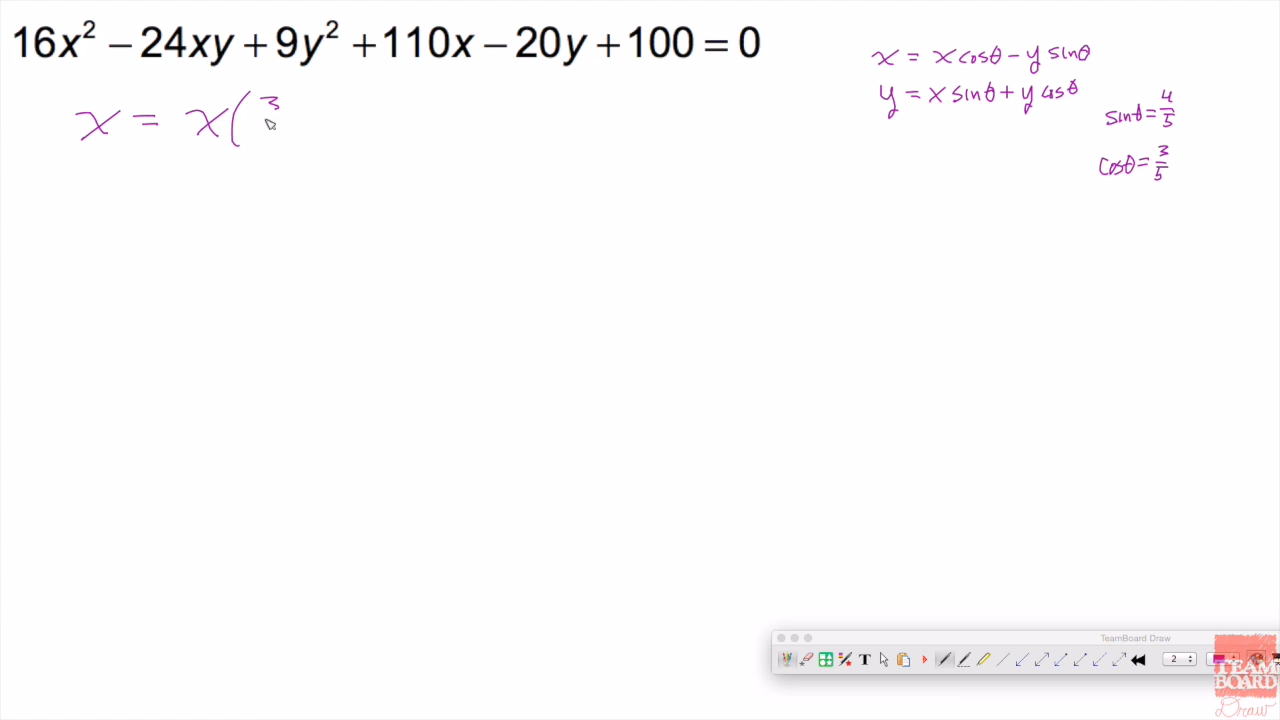 16x² − 24xy + 9y² + 110x − 20y + 100 = 0
x = x cosθ − y sinθ
y = x sinθ + y cosθ
sinθ = 4/5
cosθ = 3/5
x = x(3
TeamBoard Draw
T
2
TEAM
BOARD
Draw